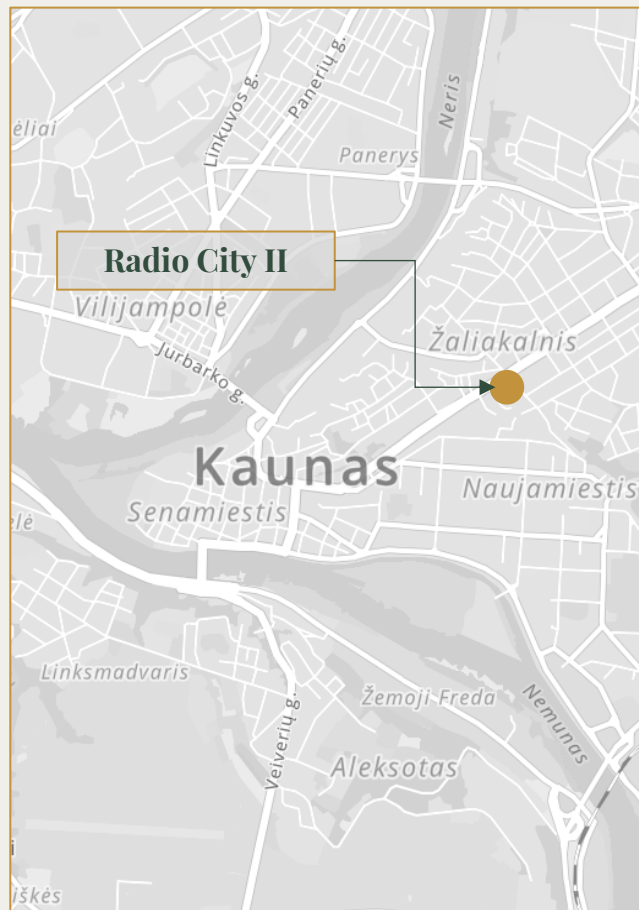 Linkuvos g.
Panerių g.
Neris
ėliai
Panerys
Radio City II
Vilijampolė
Žaliakalnis
Jurbarko g.
Kaunas
Naujamiestis
Senamiestis
elė
Linksmadvaris
Žemoji Freda
Nemunas
Veiverių g.
Aleksotas
i
iškės